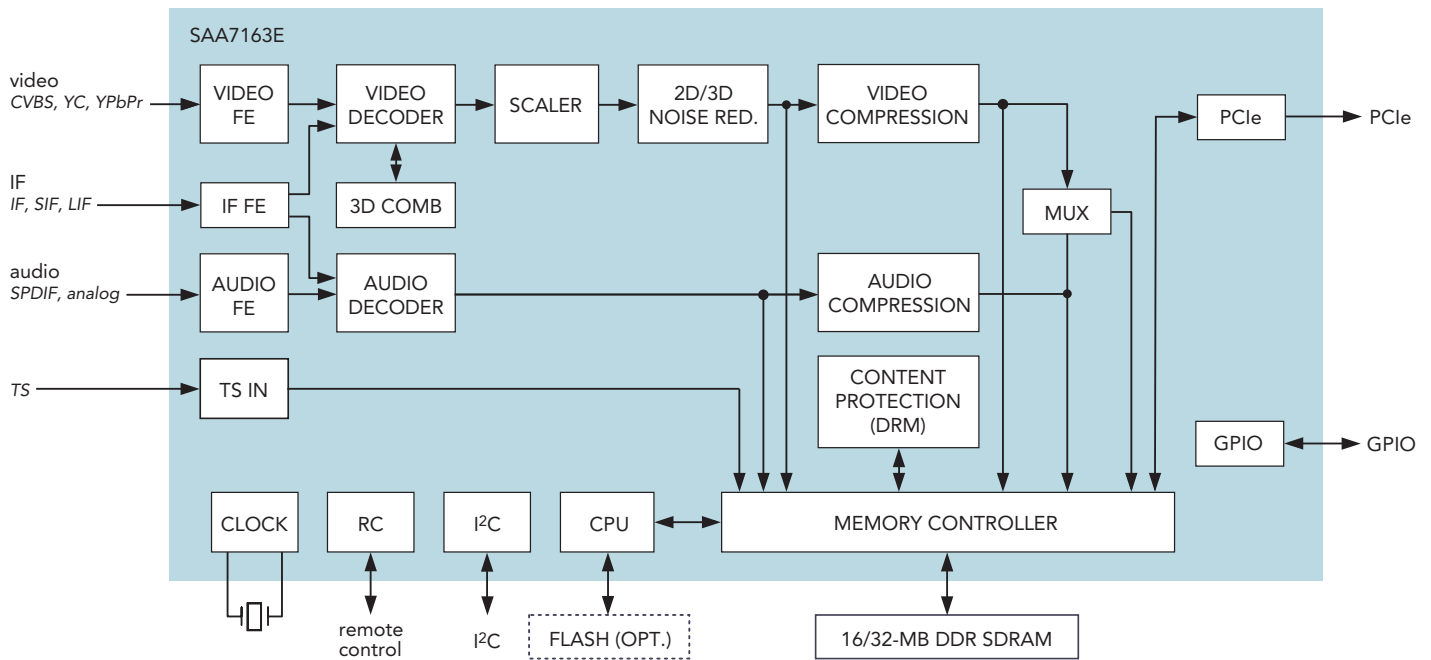 SAA7163E
video
CVBS, YC, YPbPr
VIDEO
FE
VIDEO
DECODER
SCALER
2D/3D
NOISE RED.
VIDEO
COMPRESSION
PCIe
PCIe
IF
IF, SIF, LIF
IF FE
3D COMB
MUX
audio
SPDIF, analog
AUDIO
FE
AUDIO
DECODER
AUDIO
COMPRESSION
TS
TS IN
CONTENT
PROTECTION
(DRM)
GPIO
GPIO
CLOCK
RC
I²C
CPU
MEMORY CONTROLLER
remote
control
I²C
FLASH (OPT.)
16/32-MB DDR SDRAM